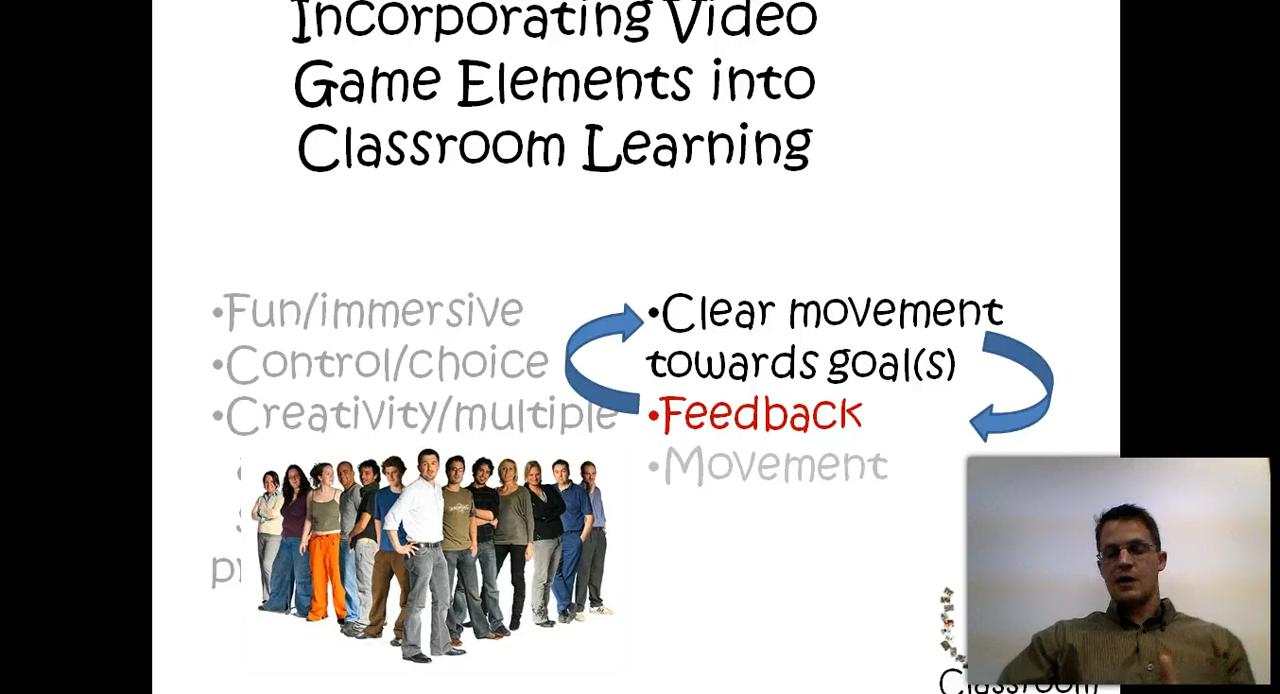 Incorporating Video
Game Elements into
Classroom Learning
•Fun/immersive
•Control/choice
•Creativity/multiple
•Clear movement
towards goal(s)
•Feedback
•Movement
Classroom